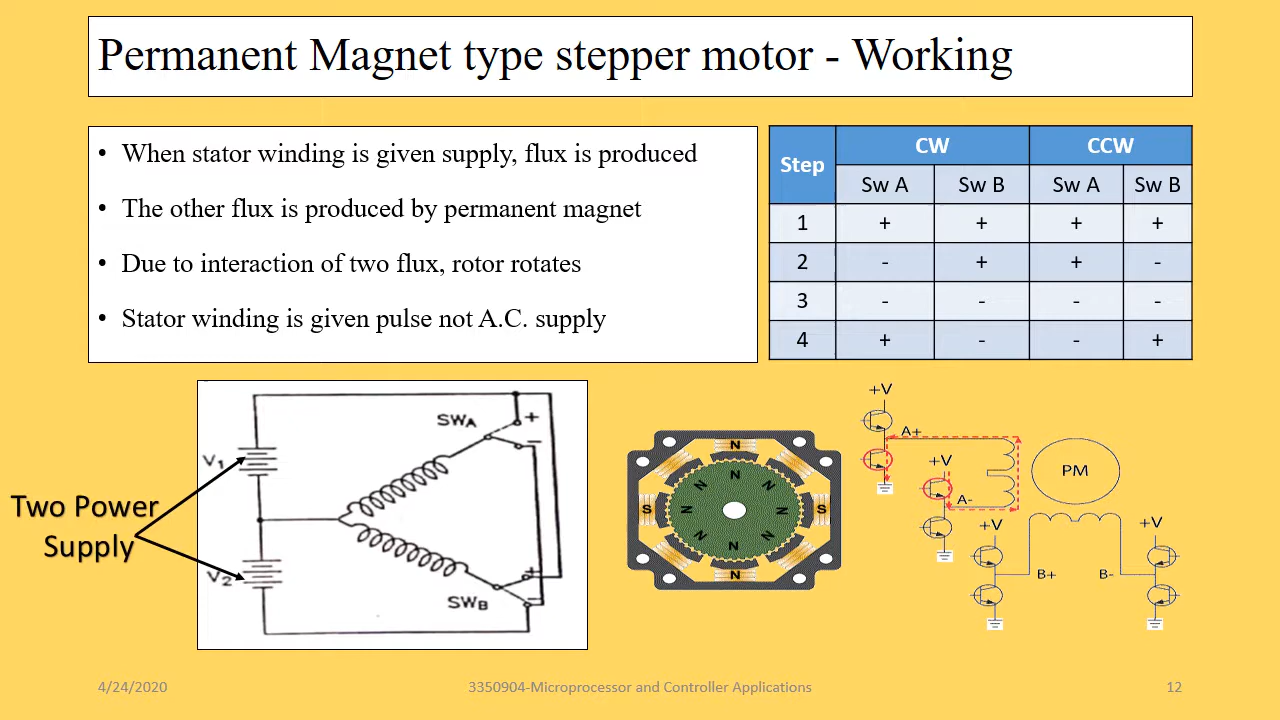 Permanent Magnet type stepper motor - Working
• When stator winding is given supply, flux is produced
• The other flux is produced by permanent magnet
• Due to interaction of two flux, rotor rotates
• Stator winding is given pulse not A.C. supply
Step CW CCW
Sw A Sw B Sw A Sw B
1 + + + +
2 - + + -
3 - - - -
4 + - - +
Two Power
Supply
V1
V2
SWA
+
-
SWB
+
-
N
S
S
N
N
N
N
N
N
N
N
N
+V
A+
+V
A-
PM
+V
B+
B-
+V
4/24/2020
3350904-Microprocessor and Controller Applications
12